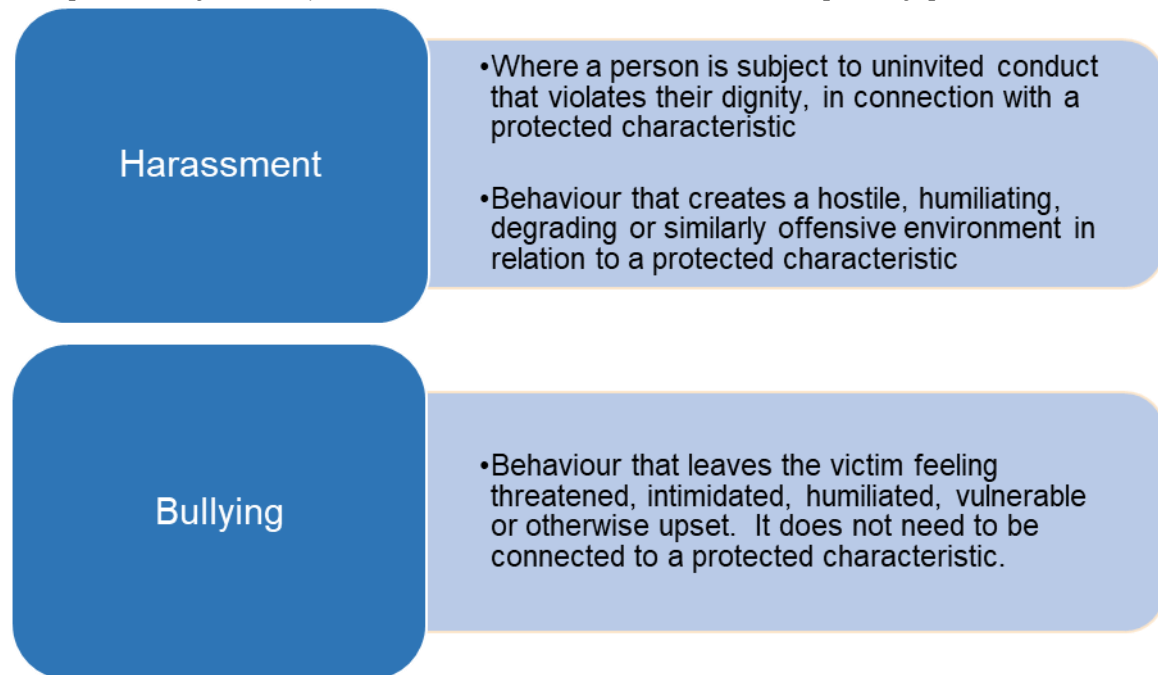 Harassment
•Where a person is subject to uninvited conduct
that violates their dignity, in connection with a
protected characteristic
•Behaviour that creates a hostile, humiliating,
degrading or similarly offensive environment in
relation to a protected characteristic
Bullying
•Behaviour that leaves the victim feeling
threatened, intimidated, humiliated, vulnerable
or otherwise upset.  It does not need to be
connected to a protected characteristic.